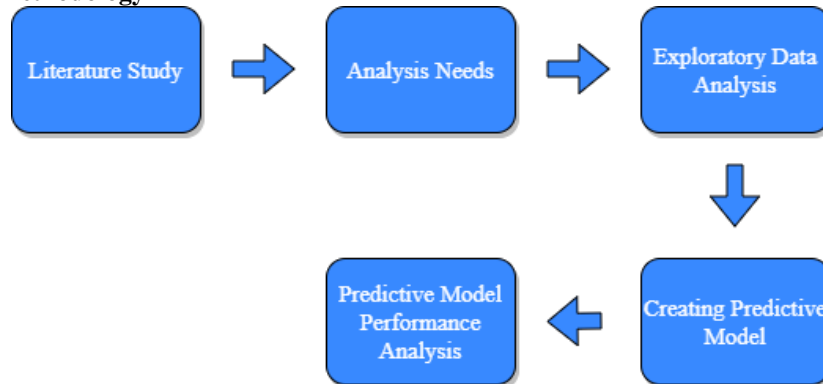 Literature Study
Analysis Needs
Exploratory Data
Analysis
Predictive Model
Performance
Analysis
Creating Predictive
Model